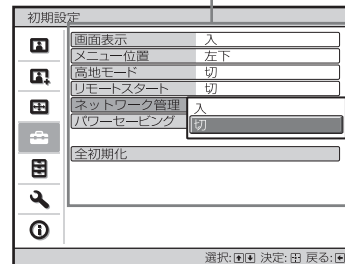 初期設定
画面表示 入
メニュー位置 左下
高地モード 切
リモートスタート 切
ネットワーク管理 入
パワーセービング 切
全初期化
選択: 決定: 戻る: